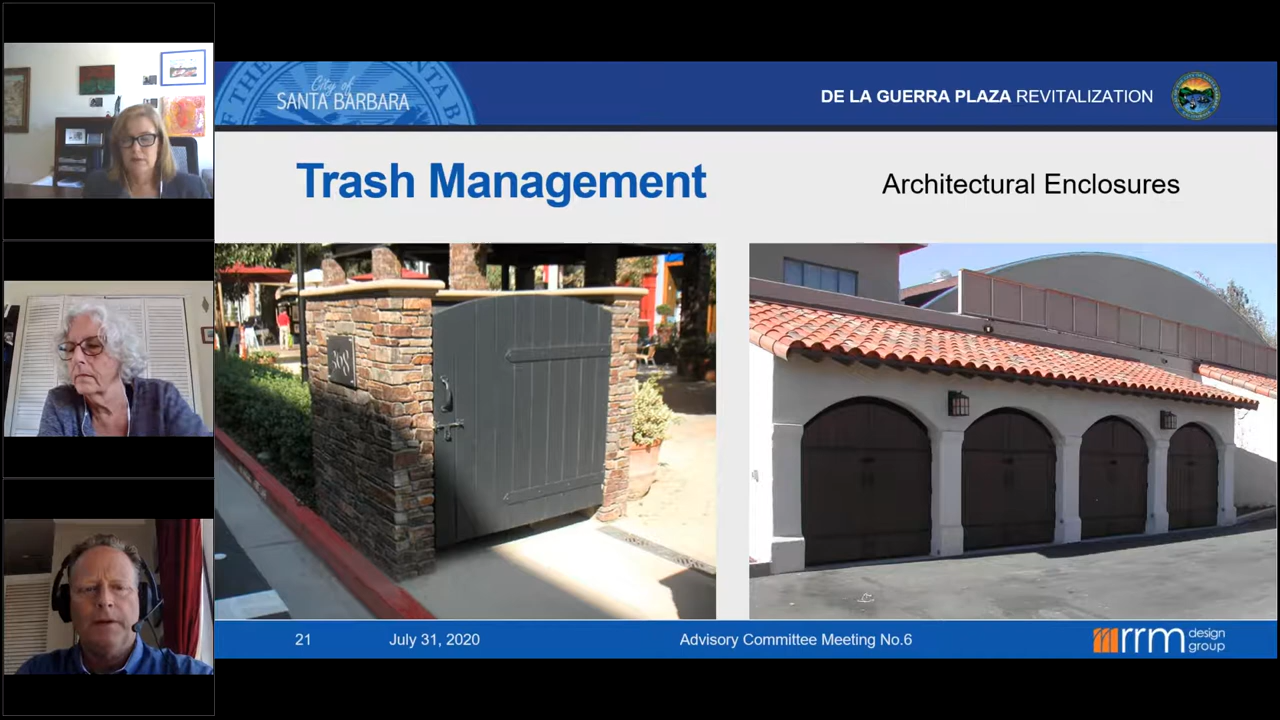 City of
SANTA BARBARA
DE LA GUERRA PLAZA REVITALIZATION
Trash Management
Architectural Enclosures
308
21
July 31, 2020
Advisory Committee Meeting No.6
rrm design
group